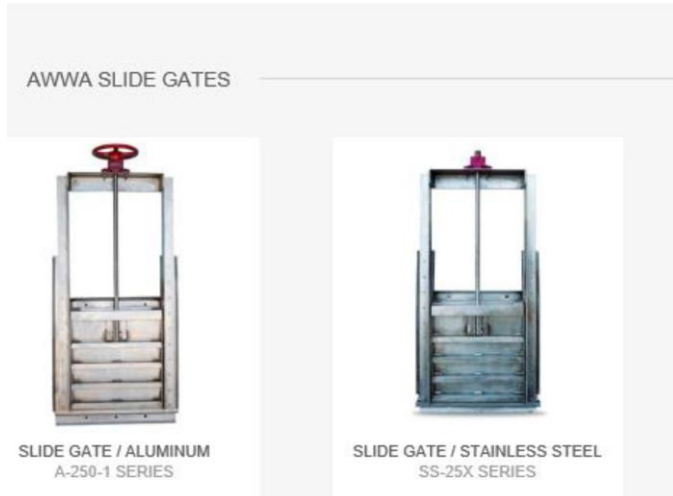 AWWA SLIDE GATES
SLIDE GATE / ALUMINUM
A-250-1 SERIES
SLIDE GATE / STAINLESS STEEL
SS-25X SERIES